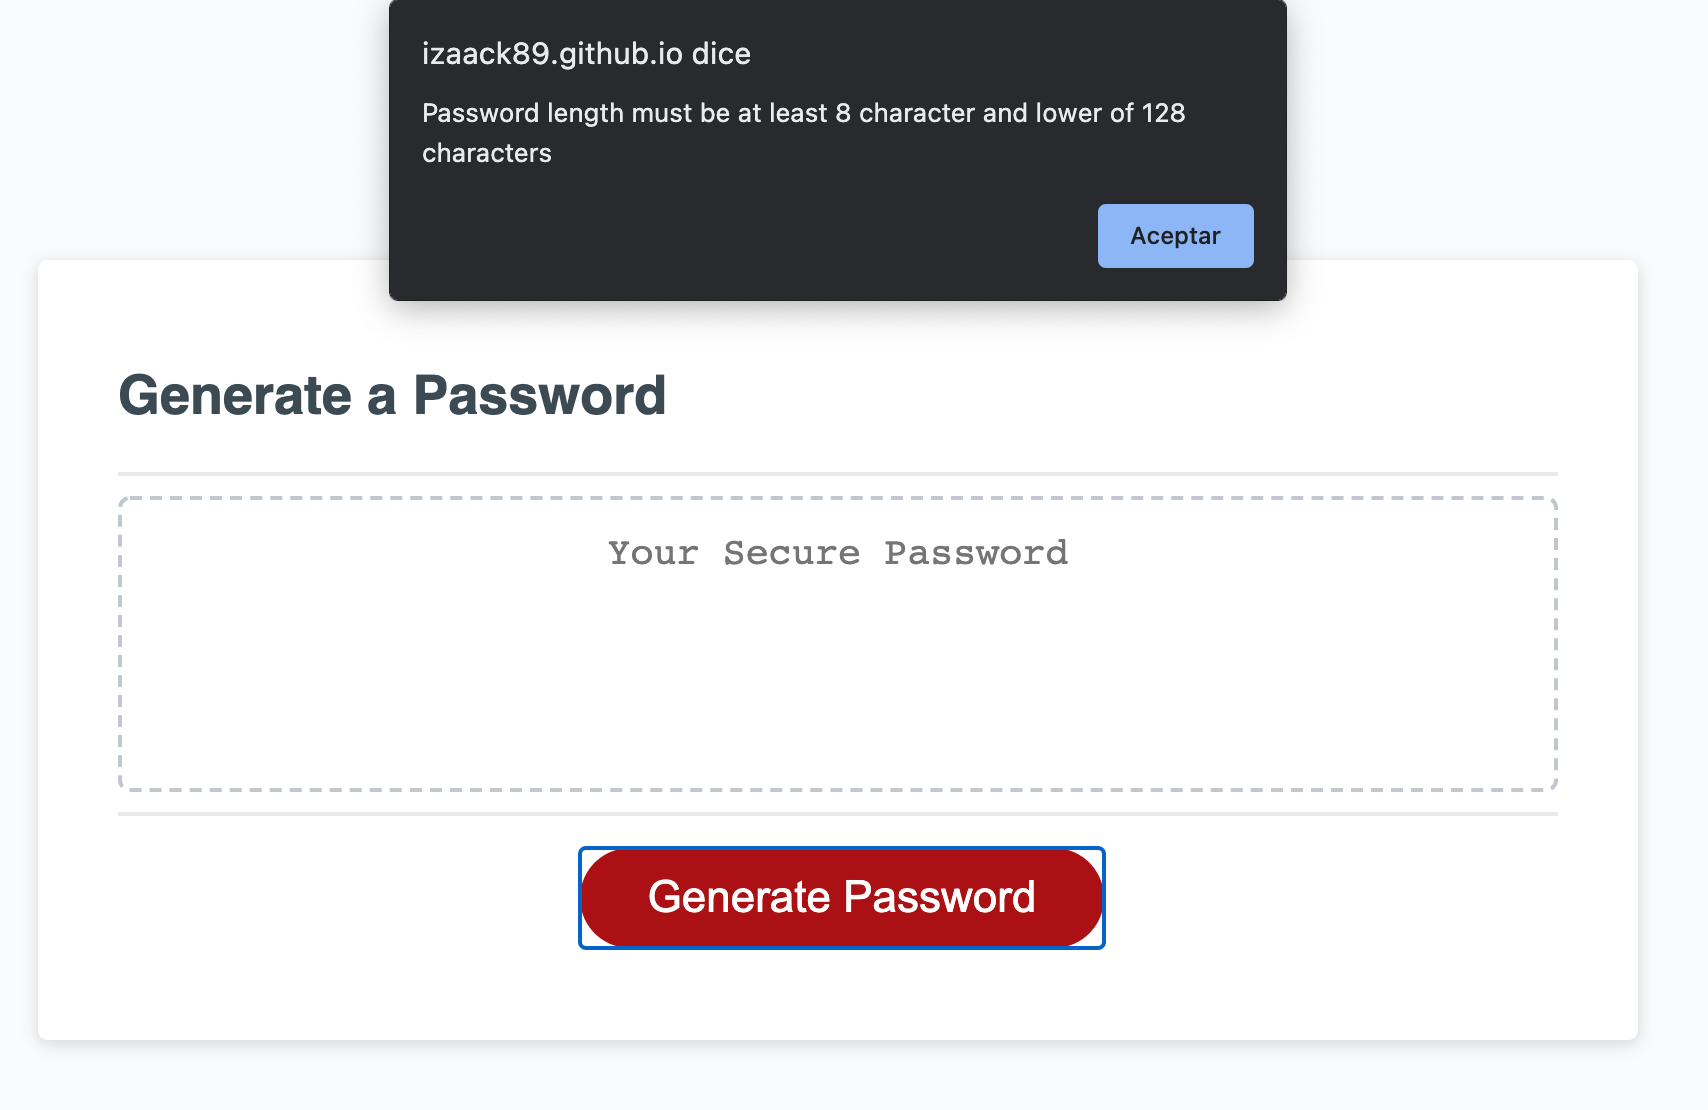 izaack89.github.io dice
Password length must be at least 8 character and lower of 128
characters
Aceptar
Generate a Password
Your Secure Password
Generate Password